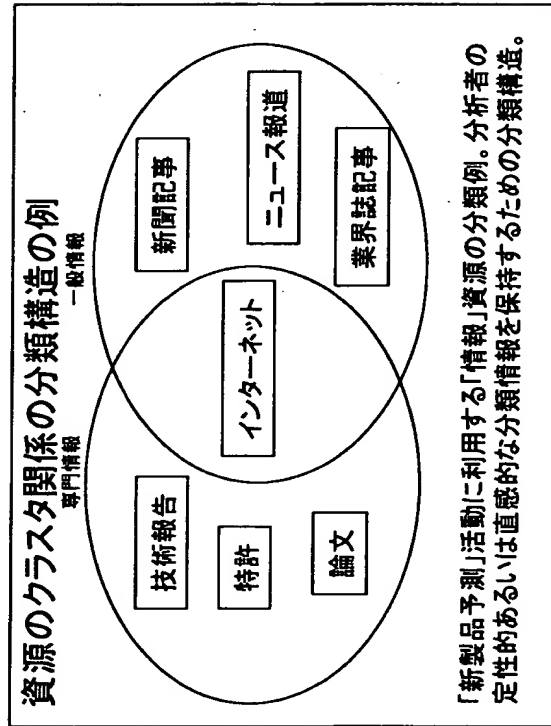 資源のクラスタ関係の分類構造の例
専門情報
一般情報
技術報告
特許
論文
インターネット
新聞記事
ニュース報道
業界誌記事
「新製品予測」活動に利用する「情報」資源の分類例。分析者の
定性的あるいは直感的な分類情報を保持するための分類構造。